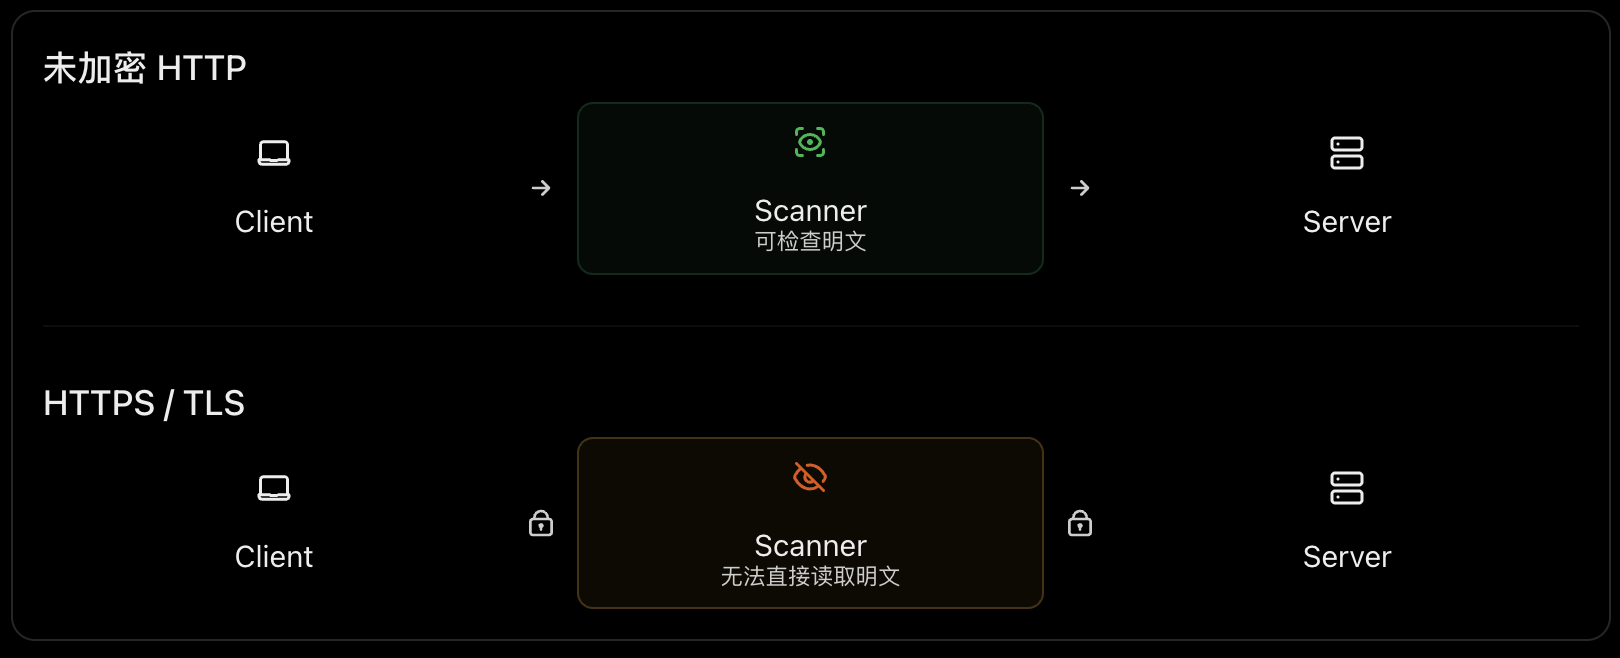 未加密 HTTP
Client
Scanner
可检查明文
Server
HTTPS / TLS
Client
Scanner
无法直接读取明文
Server